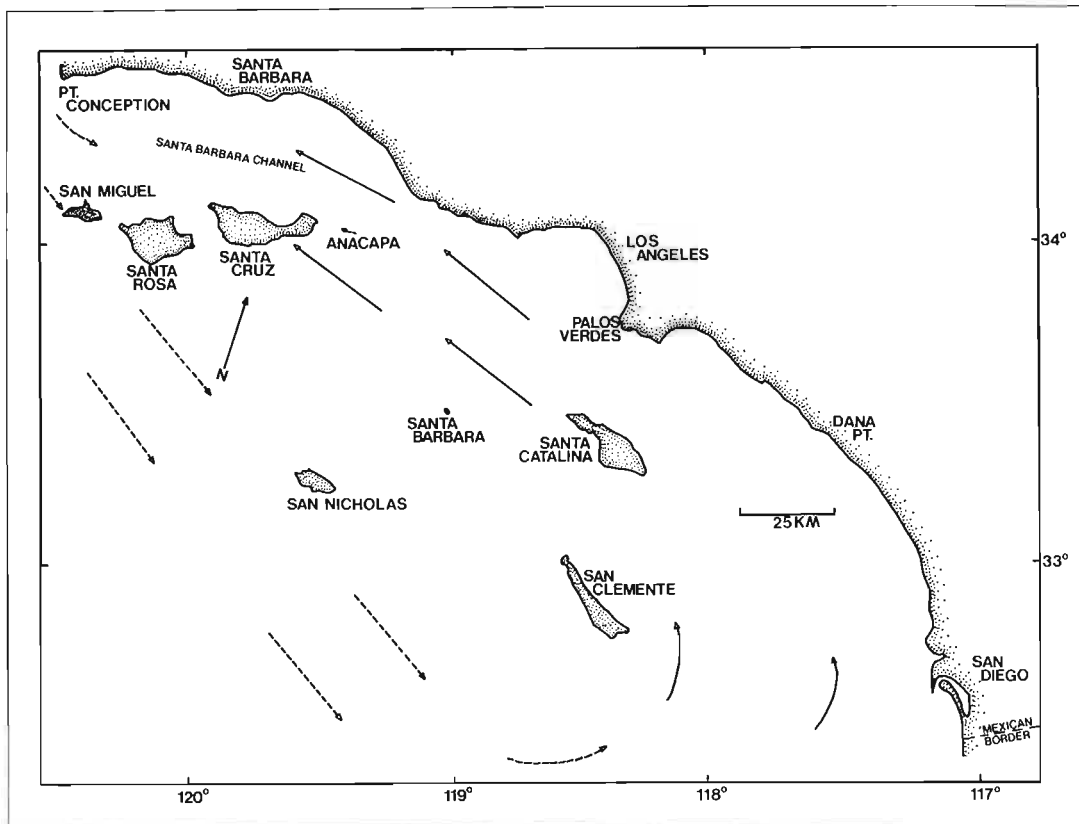 SANTA
BARBARA
PT.
CONCEPTION
SANTA BARBARA CHANNEL
SAN MIGUEL
ANACAPA
SANTA
CRUZ
SANTA
ROSA
LOS
ANGELES
34°
PALOS
VERDES
N
SANTA
BARBARA
SANTA
CATALINA
DANA
PT.
SAN NICHOLAS
25KM
33°
SAN
CLEMENTE
SAN
DIEGO
MEXICAN
BORDER
120°
119°
118°
117°